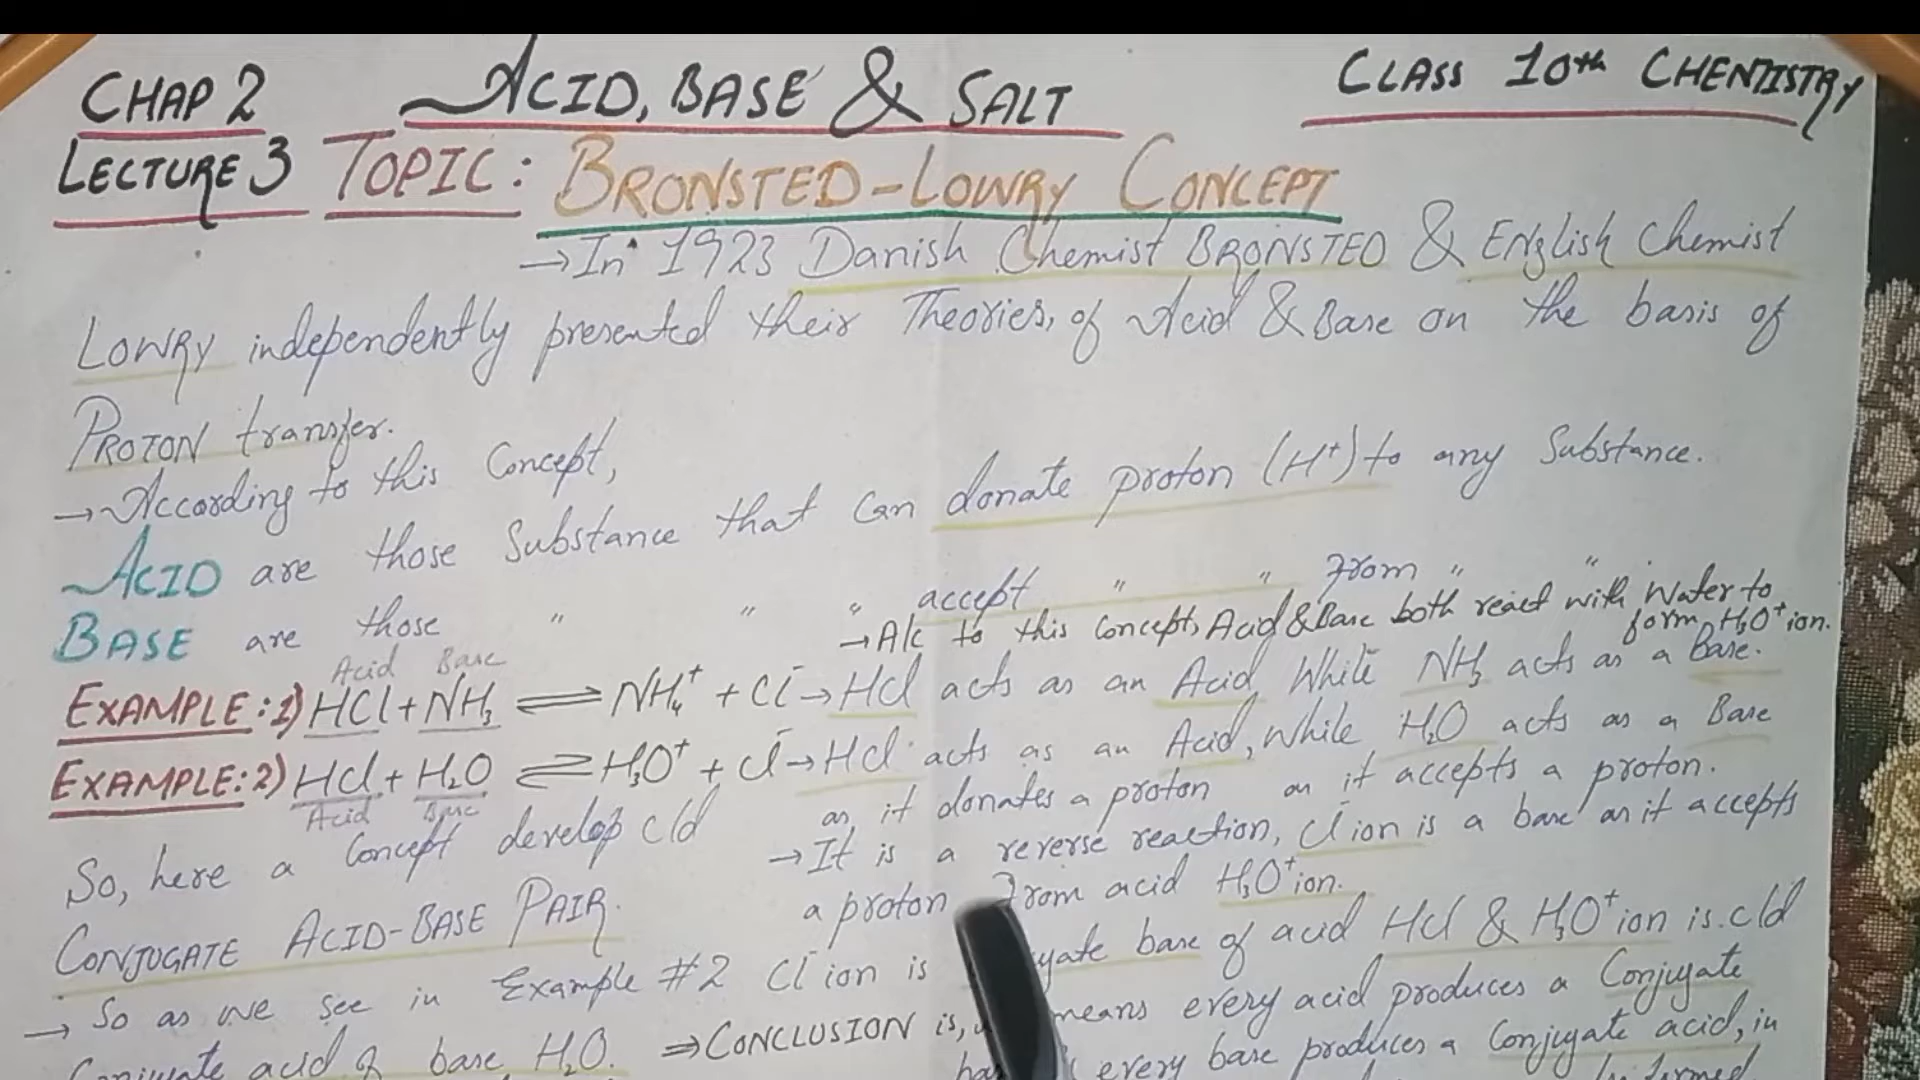 CHAP 2 ACID, BASE & SALT CLASS 10th CHEMISTRY
LECTURE 3 TOPIC: BRONSTED-LOWRY CONCEPT
→In 1923 Danish Chemist BRONSTED & English Chemist
LOWRY independently presented their Theories, of Acid & Base on the basis of
PROTON transfer.
→ According to this Concept,
ACID are those Substance that can donate proton (H⁺) to any Substance.
BASE are those " " " accept " " From " "
→ A/c to this Concept, Acid & Base both react with Water to
form H₃O⁺ ion.
Acid Base
EXAMPLE: 1) HCl + NH₃ ⇌ NH₄⁺ + Cl⁻ → HCl acts as an Acid While NH₃ acts as a Base.
EXAMPLE: 2) HCl + H₂O ⇌ H₃O⁺ + Cl⁻ → HCl acts as an Acid, While H₂O acts as a Base
Acid Base
as it donates a proton as it accepts a proton.
So, here a Concept develop c/d
CONJUGATE ACID-BASE PAIR.
→ It is a reverse reaction, Cl⁻ ion is a base as it accepts
a proton From acid H₃O⁺ ion.
→ So as we see in Example #2 Cl⁻ ion is yate base of acid HCl & H₃O⁺ ion is c/d
Conjugate acid of base H₂O. ⇒ CONCLUSION is, means every acid produces a Conjugate
ba every base produces a Conjugate acid, in